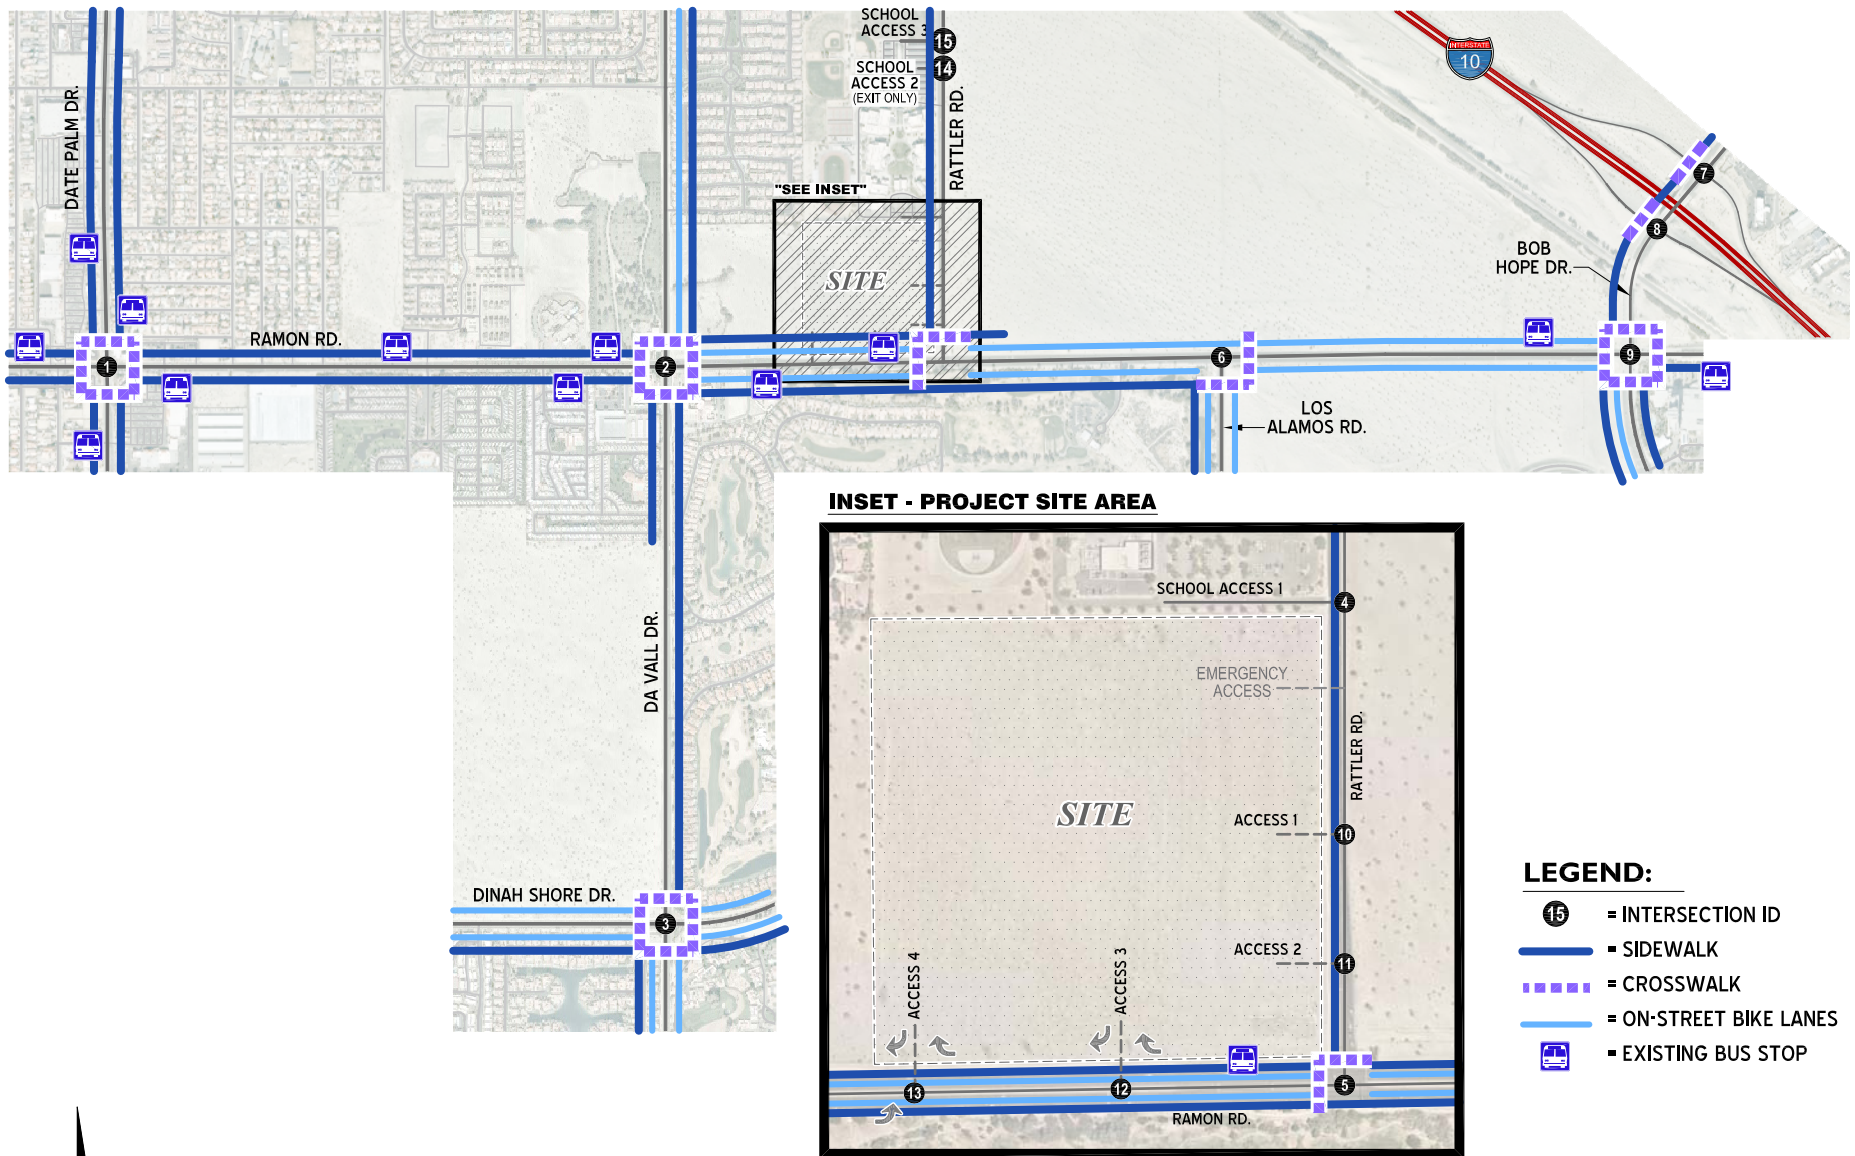 SCHOOL
ACCESS 3
15
SCHOOL
ACCESS 2
(EXIT ONLY)
14
RATTLER RD.
DATE PALM DR.
"SEE INSET"
SITE
INTERSTATE
10
7
8
BOB
HOPE DR.
RAMON RD.
1
2
6
9
LOS
ALAMOS RD.
DA VALL DR.
DINAH SHORE DR.
3
INSET - PROJECT SITE AREA
SCHOOL ACCESS 1
4
EMERGENCY
ACCESS
RATTLER RD.
SITE
ACCESS 1
10
ACCESS 2
11
ACCESS 4
ACCESS 3
13
12
5
RAMON RD.
LEGEND:
15 = INTERSECTION ID
= SIDEWALK
= CROSSWALK
= ON-STREET BIKE LANES
= EXISTING BUS STOP